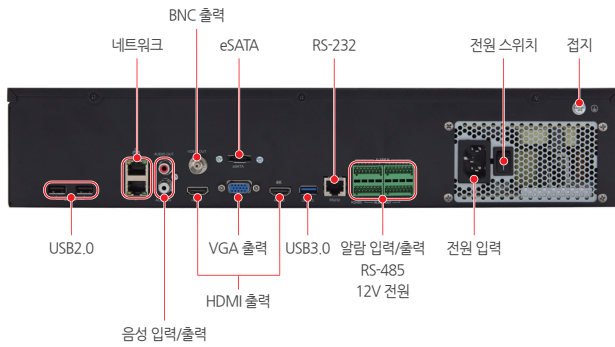 BNC 출력
네트워크
eSATA
RS-232
전원 스위치
접지
USB2.0
VGA 출력
USB3.0
알람 입력/출력
RS-485
12V 전원
전원 입력
HDMI 출력
음성 입력/출력